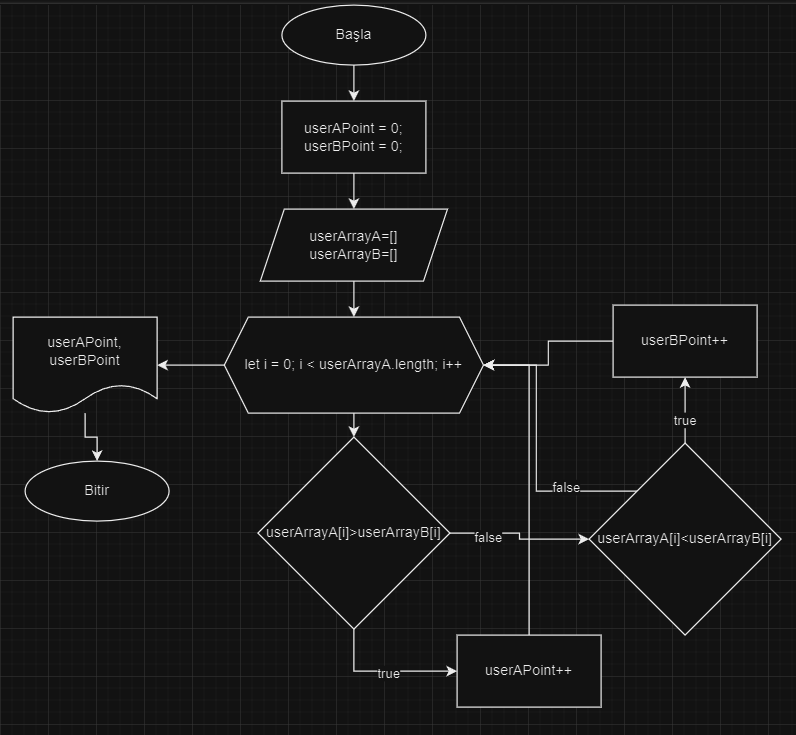 Başla
userAPoint = 0;
userBPoint = 0;
userArrayA=[]
userArrayB=[]
let i = 0; i < userArrayA.length; i++
userAPoint,
userBPoint
Bitir
userArrayA[i]>userArrayB[i]
false
true
userAPoint++
userArrayA[i]<userArrayB[i]
false
true
userBPoint++